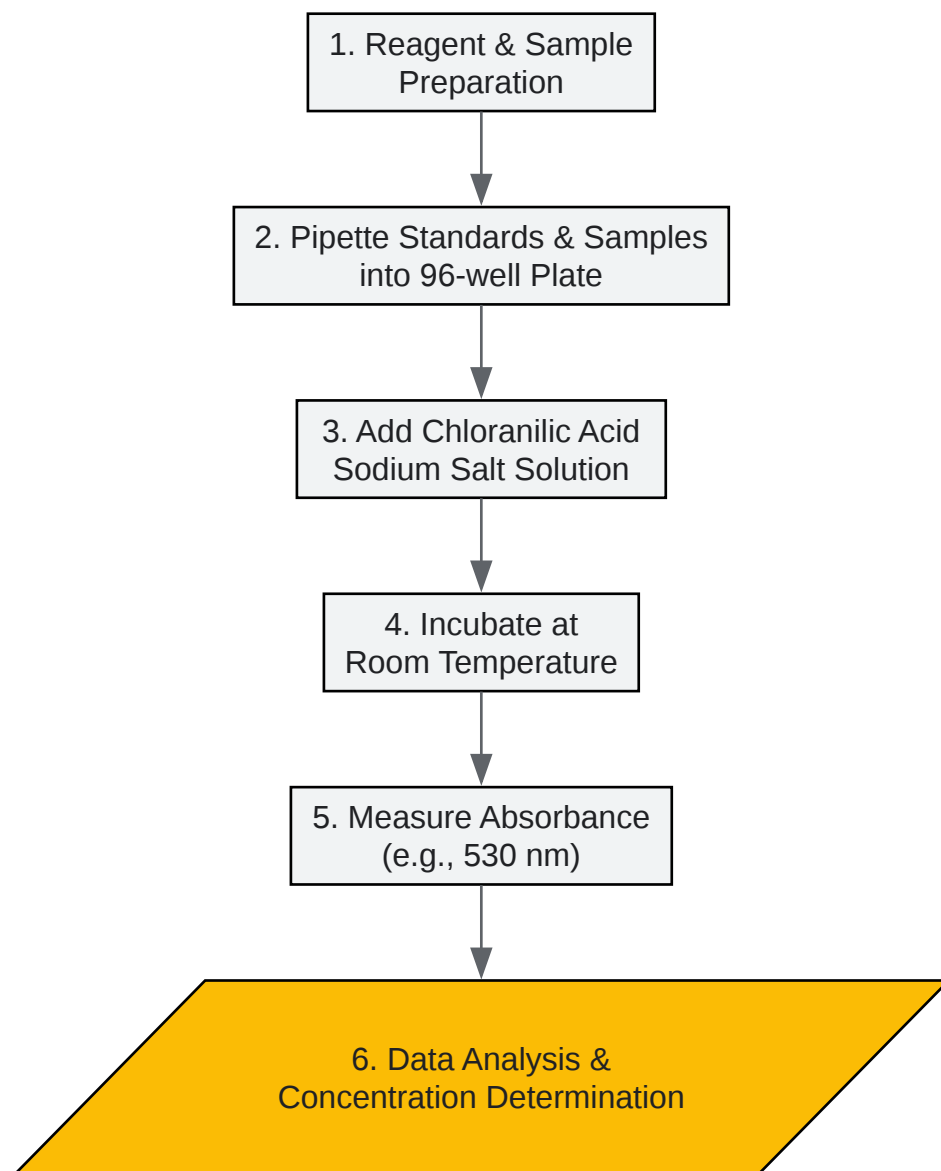 1. Reagent & Sample
Preparation
2. Pipette Standards & Samples
into 96-well Plate
3. Add Chloranilic Acid
Sodium Salt Solution
4. Incubate at
Room Temperature
5. Measure Absorbance
(e.g., 530 nm)
6. Data Analysis &
Concentration Determination